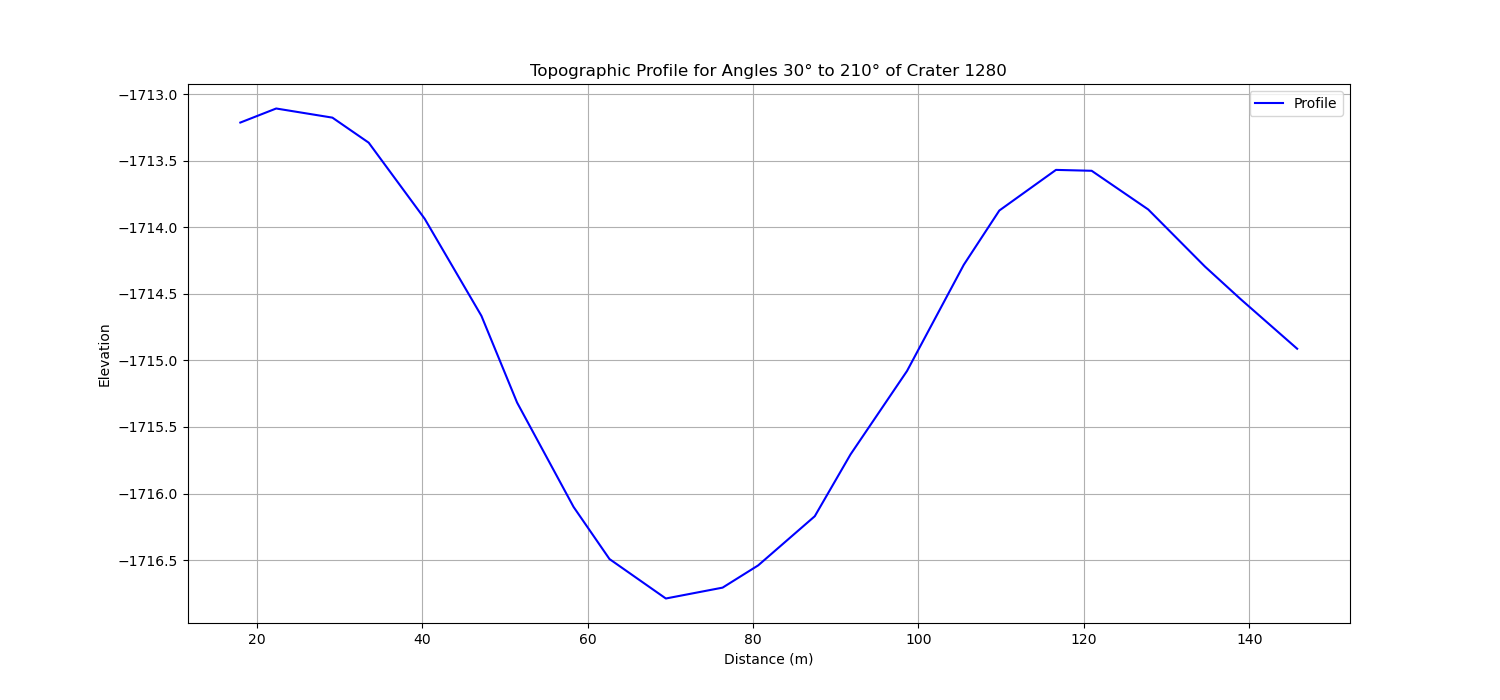 Topographic Profile for Angles 30° to 210° of Crater 1280
Profile
−1713.0
−1713.5
−1714.0
−1714.5
−1715.0
−1715.5
−1716.0
−1716.5
Elevation
20 40 60 80 100 120 140
Distance (m)